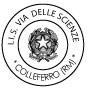 I.I.S. VIA DELLE SCIENZE
* COLLEFERRO (RM) *